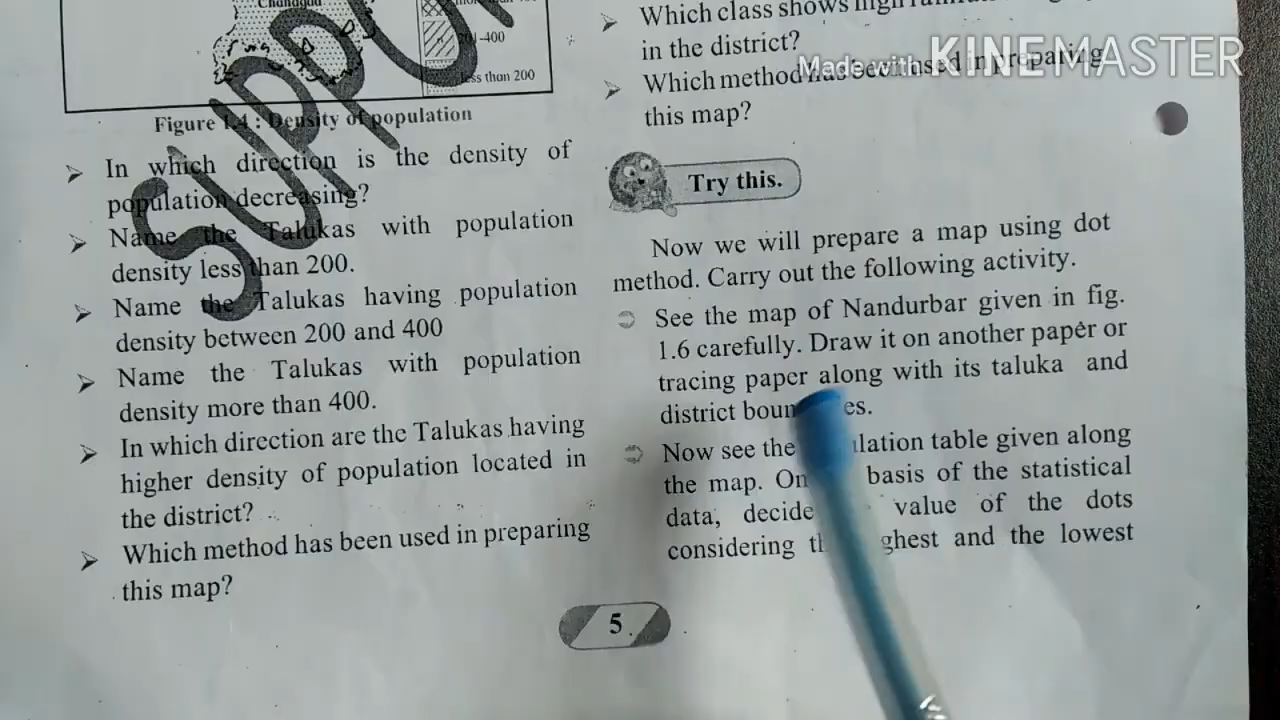 Chandgad
-400
less than 200
Figure 1.4 : Density of population
➢ In which direction is the density of
population decreasing?
➢ Name the Talukas with population
density less than 200.
➢ Name the Talukas having population
density between 200 and 400
➢ Name the Talukas with population
density more than 400.
➢ In which direction are the Talukas having
higher density of population located in
the district?
➢ Which method has been used in preparing
this map?
➢ Which class shows high
in the district?
➢ Which method has been used in preparing
this map?
Made with KINEMASTER
Try this.
Now we will prepare a map using dot
method. Carry out the following activity.
➲ See the map of Nandurbar given in fig.
1.6 carefully. Draw it on another paper or
tracing paper along with its taluka and
district boun es.
➲ Now see the ulation table given along
the map. On basis of the statistical
data, decide value of the dots
considering th ghest and the lowest
5